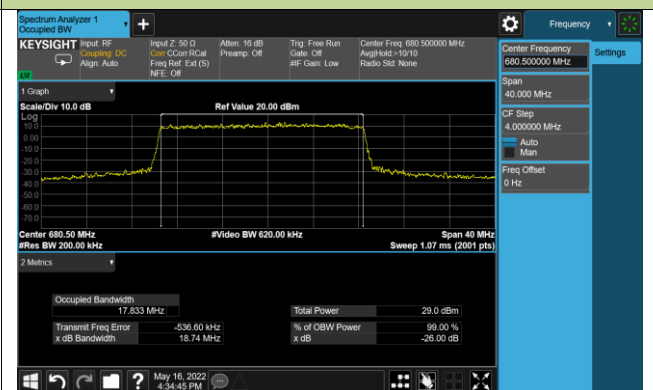 Spectrum Analyzer 1
Occupied BW
Frequency
KEYSIGHT
Input: RF
Coupling: DC
Align: Auto
Input Z: 50 Ω
Corr CCorr RCal
Freq Ref: Ext (S)
NFE: Off
Atten: 16 dB
Preamp: Off
Trig: Free Run
Gate: Off
#IF Gain: Low
Center Freq: 680.500000 MHz
Avg|Hold:>10/10
Radio Std: None
Center Frequency
680.500000 MHz
Settings
Span
40.000 MHz
CF Step
4.000000 MHz
Auto
Man
Freq Offset
0 Hz
1 Graph
Scale/Div 10.0 dB
Ref Value 20.00 dBm
Log
10.0
0.00
-10.0
-20.0
-30.0
-40.0
-50.0
-60.0
-70.0
Center 680.50 MHz
#Video BW 620.00 kHz
Span 40 MHz
#Res BW 200.00 kHz
Sweep 1.07 ms (2001 pts)
2 Metrics
Occupied Bandwidth
17.833 MHz
Total Power 29.0 dBm
Transmit Freq Error -536.60 kHz
% of OBW Power 99.00 %
x dB Bandwidth 18.74 MHz
x dB -26.00 dB
?
May 16, 2022
4:34:45 PM